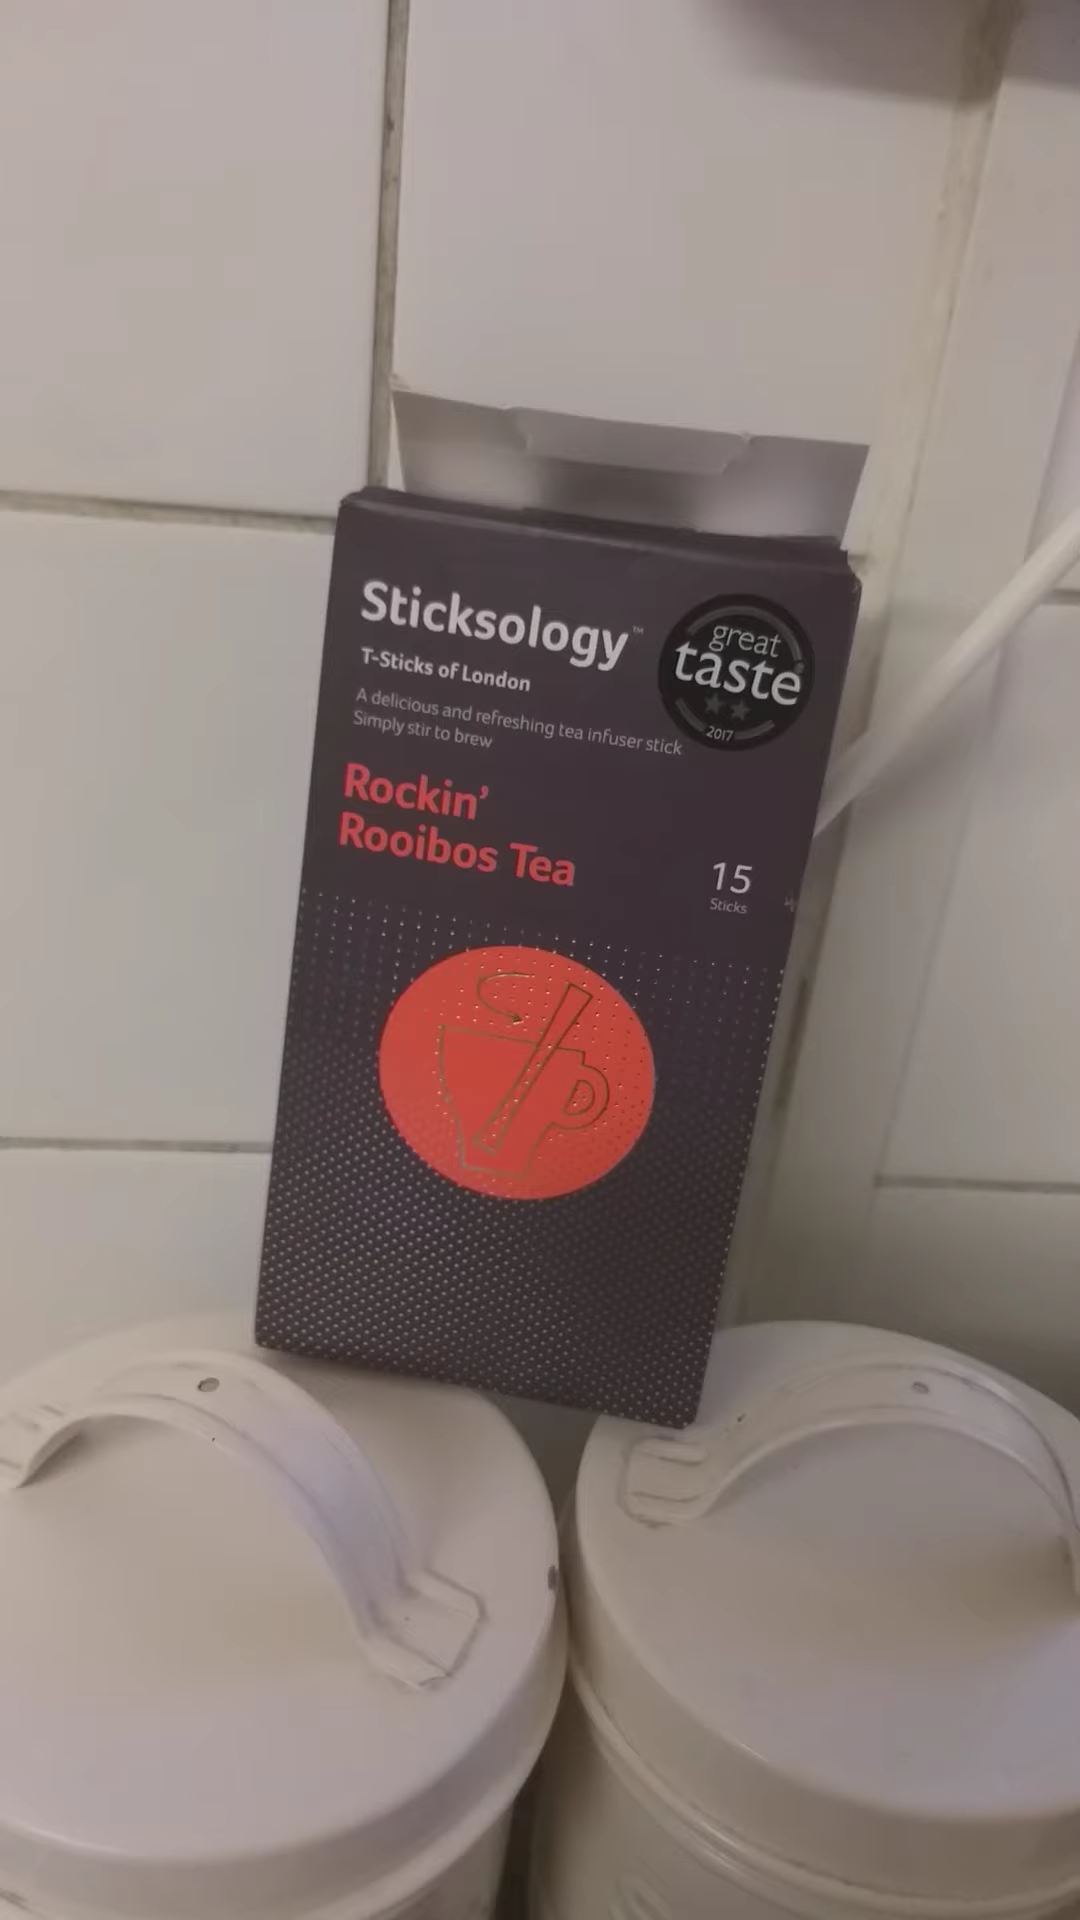 Sticksology™
T-Sticks of London
A delicious and refreshing tea infuser stick
Simply stir to brew
great
taste®
2017
Rockin’
Rooibos Tea
15
Sticks